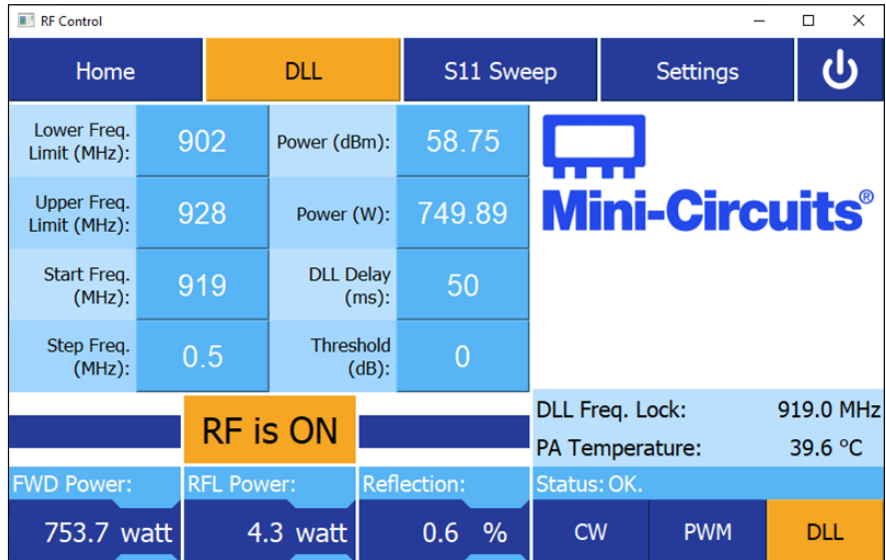 RF Control
Home DLL S11 Sweep Settings
Lower Freq. Limit (MHz): 902 Power (dBm): 58.75
Upper Freq. Limit (MHz): 928 Power (W): 749.89
Start Freq. (MHz): 919 DLL Delay (ms): 50
Step Freq. (MHz): 0.5 Threshold (dB): 0
Mini-Circuits®
RF is ON
DLL Freq. Lock: 919.0 MHz
PA Temperature: 39.6 °C
FWD Power: RFL Power: Reflection: Status: OK.
753.7 watt 4.3 watt 0.6 % CW PWM DLL